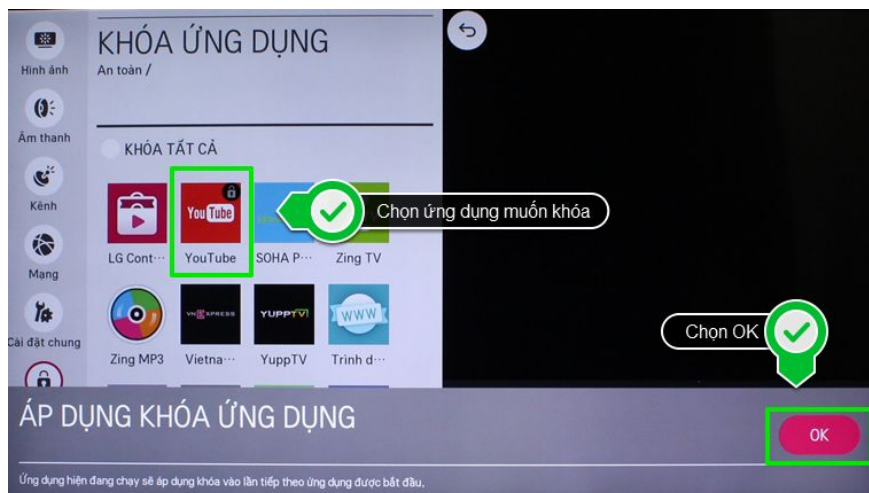 KHÓA ỨNG DỤNG
An toàn /
Hình ảnh
Âm thanh
Kênh
Mạng
Cài đặt chung
KHÓA TẤT CẢ
YouTube
LG Cont···
YouTube
SOHA P···
Zing TV
Chọn ứng dụng muốn khóa
VNEXPRESS
YUPPTV
WWW
Zing MP3
Vietna···
YuppTV
Trình d···
Chọn OK
ÁP DỤNG KHÓA ỨNG DỤNG
OK
Ứng dụng hiện đang chạy sẽ áp dụng khóa vào lần tiếp theo ứng dụng được bắt đầu.